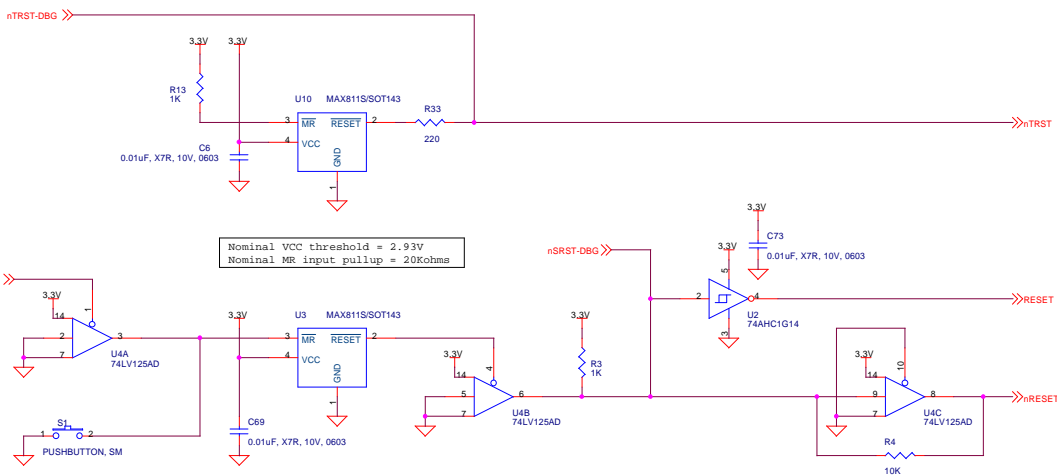 nTRST-DBG
3.3V
3.3V
R13
1K
U10
MAX811S/SOT143
3
MR
RESET
2
4
VCC
GND
1
R33
220
nTRST
C6
0.01uF, X7R, 10V, 0603
Nominal VCC threshold = 2.93V
Nominal MR input pullup = 20Kohms
nSRST-DBG
3.3V
C73
0.01uF, X7R, 10V, 0603
3.3V
5
2
4
3
U2
74AHC1G14
RESET
3.3V
14
1
2
3
7
U4A
74LV125AD
3.3V
U3
MAX811S/SOT143
3
MR
RESET
2
4
VCC
GND
1
C69
0.01uF, X7R, 10V, 0603
S1
1
2
PUSHBUTTON, SM
3.3V
14
4
5
6
7
U4B
74LV125AD
3.3V
R3
1K
3.3V
14
10
9
8
7
U4C
74LV125AD
nRESET
R4
10K